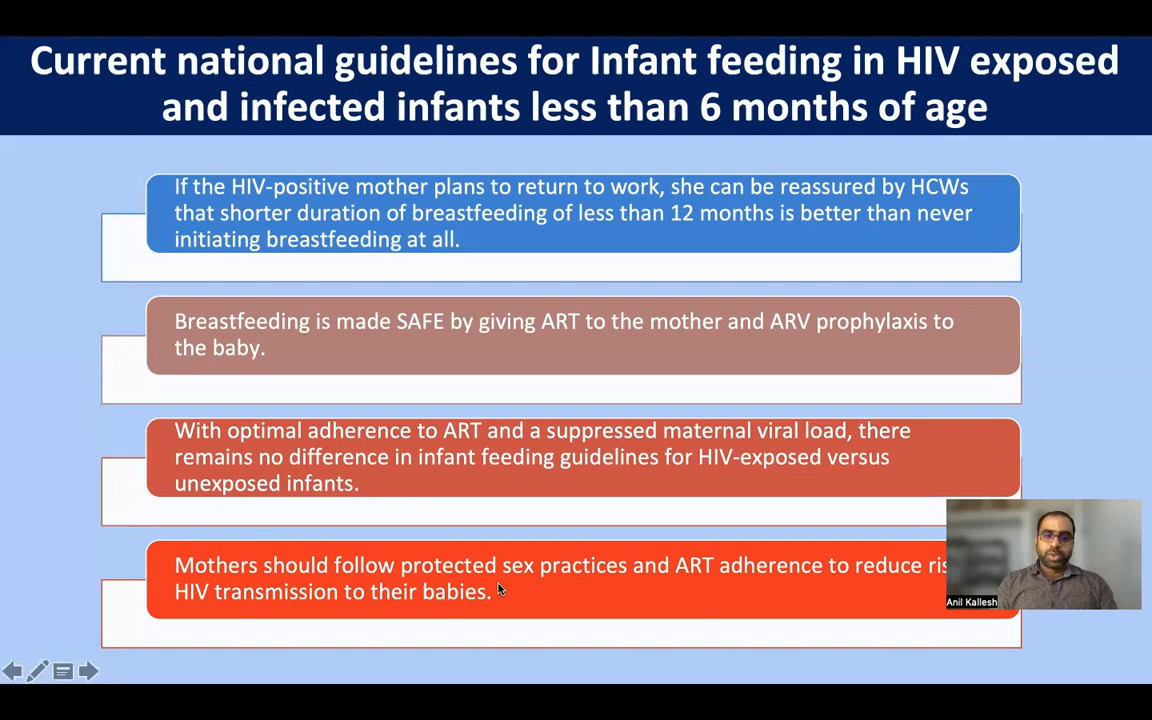 Current national guidelines for Infant feeding in HIV exposed
and infected infants less than 6 months of age
If the HIV-positive mother plans to return to work, she can be reassured by HCWs
that shorter duration of breastfeeding of less than 12 months is better than never
initiating breastfeeding at all.
Breastfeeding is made SAFE by giving ART to the mother and ARV prophylaxis to
the baby.
With optimal adherence to ART and a suppressed maternal viral load, there
remains no difference in infant feeding guidelines for HIV-exposed versus
unexposed infants.
Mothers should follow protected sex practices and ART adherence to reduce
HIV transmission to their babies.
Anil Kallesh